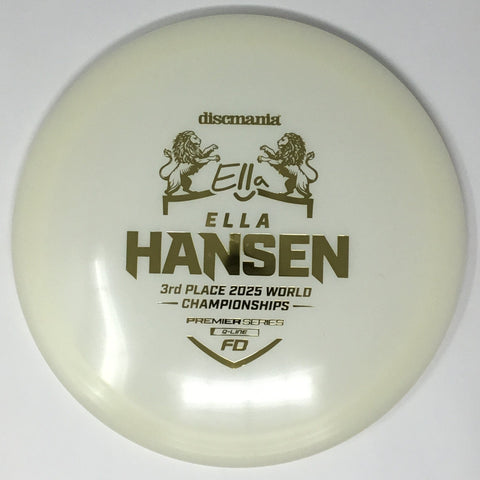 discmania
Ella
ELLA
HANSEN
3rd PLACE 2025 WORLD
CHAMPIONSHIPS
PREMIER SERIES
Q-LINE
FD